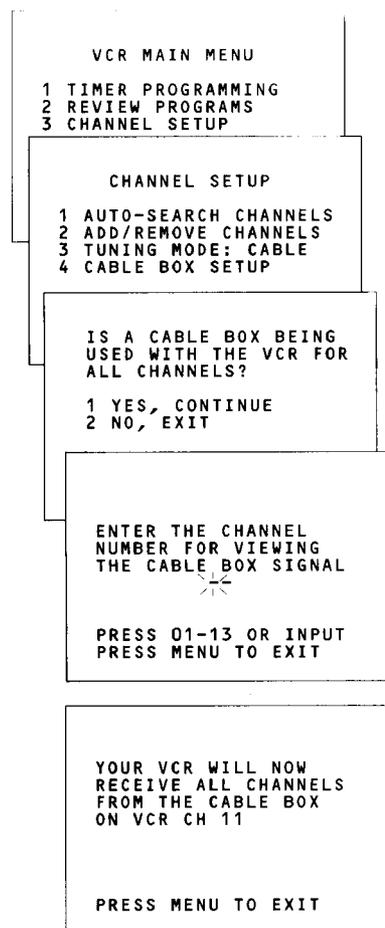 VCR MAIN MENU
1 TIMER PROGRAMMING
2 REVIEW PROGRAMS
3 CHANNEL SETUP
CHANNEL SETUP
1 AUTO-SEARCH CHANNELS
2 ADD/REMOVE CHANNELS
3 TUNING MODE: CABLE
4 CABLE BOX SETUP
IS A CABLE BOX BEING
USED WITH THE VCR FOR
ALL CHANNELS?
1 YES, CONTINUE
2 NO, EXIT
ENTER THE CHANNEL
NUMBER FOR VIEWING
THE CABLE BOX SIGNAL
--
PRESS 01-13 OR INPUT
PRESS MENU TO EXIT
YOUR VCR WILL NOW
RECEIVE ALL CHANNELS
FROM THE CABLE BOX
ON VCR CH 11
PRESS MENU TO EXIT